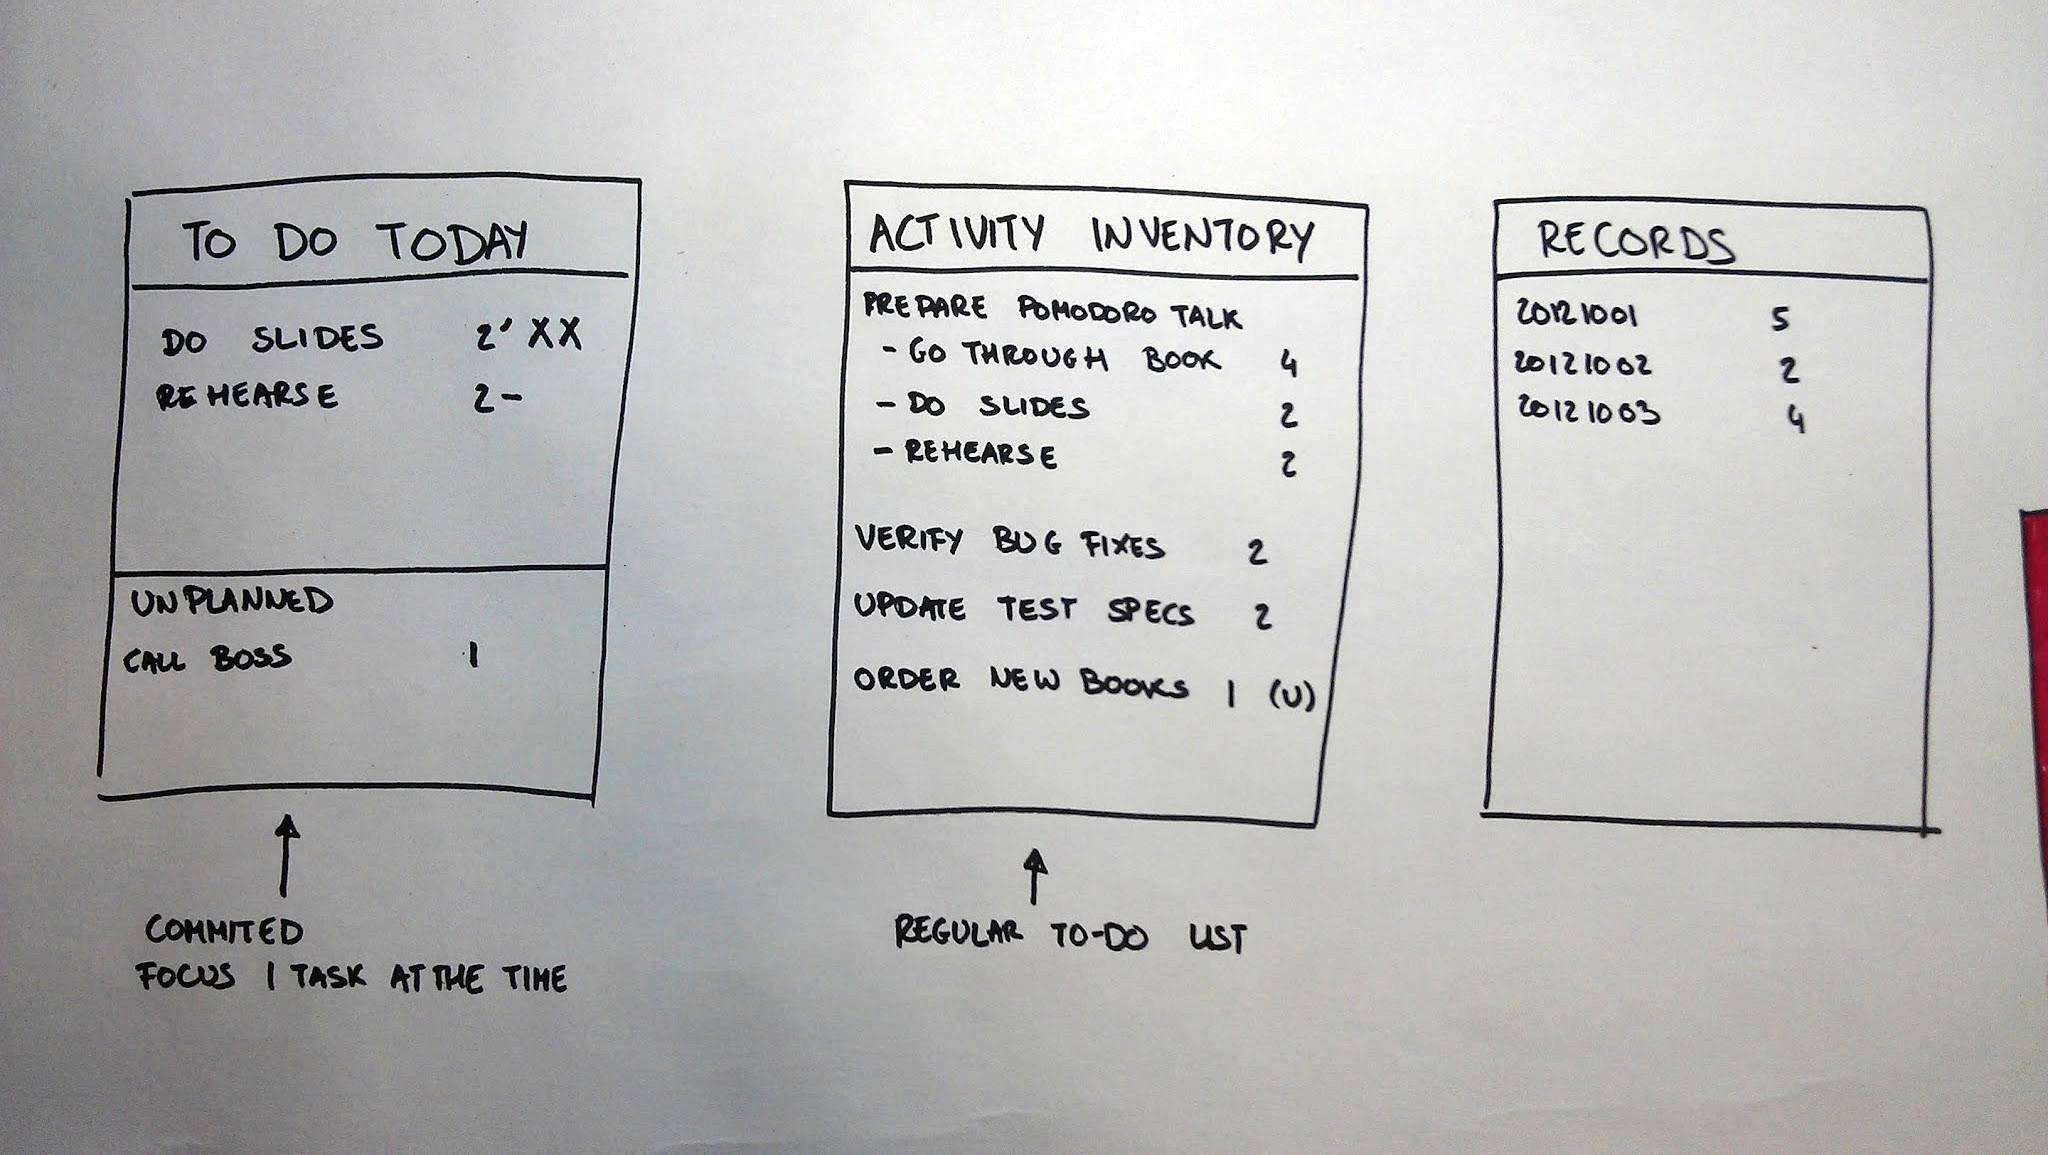 TO DO TODAY
DO SLIDES 2' XX
REHEARSE 2-
UNPLANNED
CALL BOSS 1
COMMITED
FOCUS 1 TASK AT THE TIME
ACTIVITY INVENTORY
PREPARE POMODORO TALK
- GO THROUGH BOOK 4
- DO SLIDES 2
- REHEARSE 2
VERIFY BUG FIXES 2
UPDATE TEST SPECS 2
ORDER NEW BOOKS 1 (U)
REGULAR TO-DO LIST
RECORDS
20121001 5
20121002 2
20121003 4